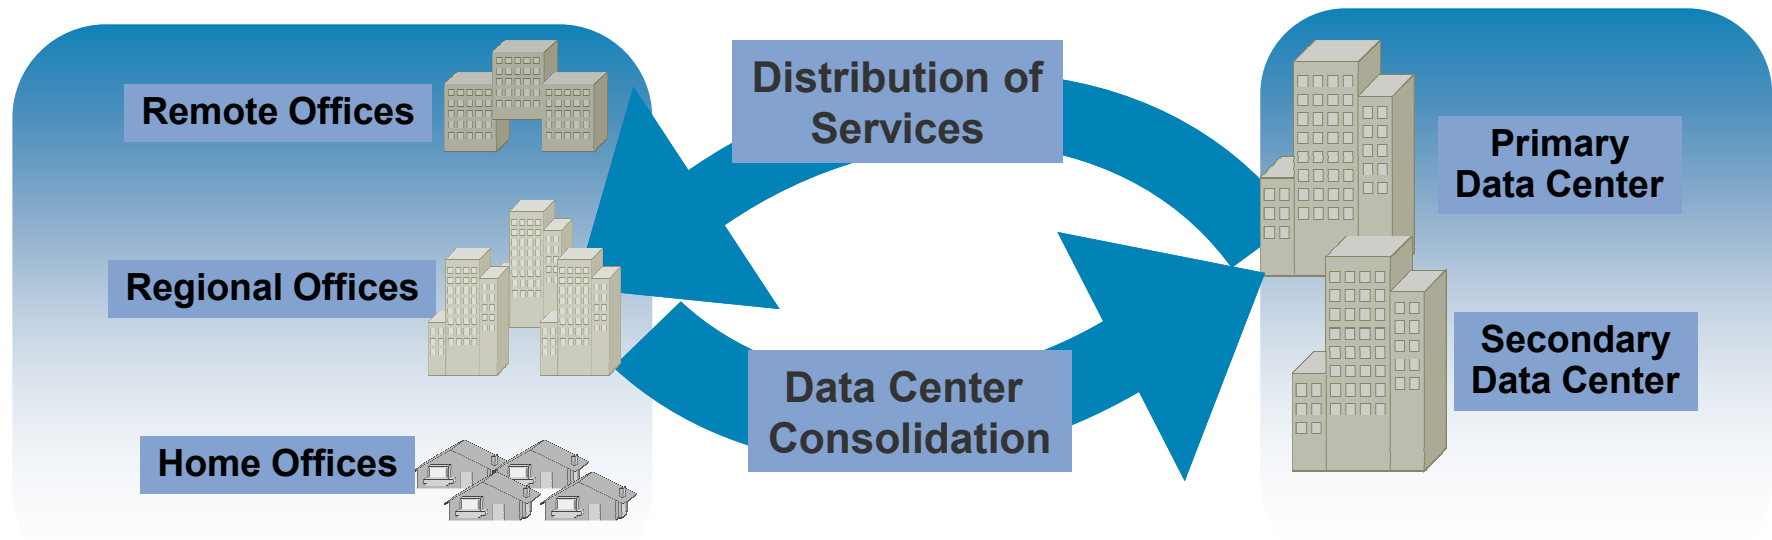 Remote Offices
Regional Offices
Home Offices
Distribution of
Services
Data Center
Consolidation
Primary
Data Center
Secondary
Data Center